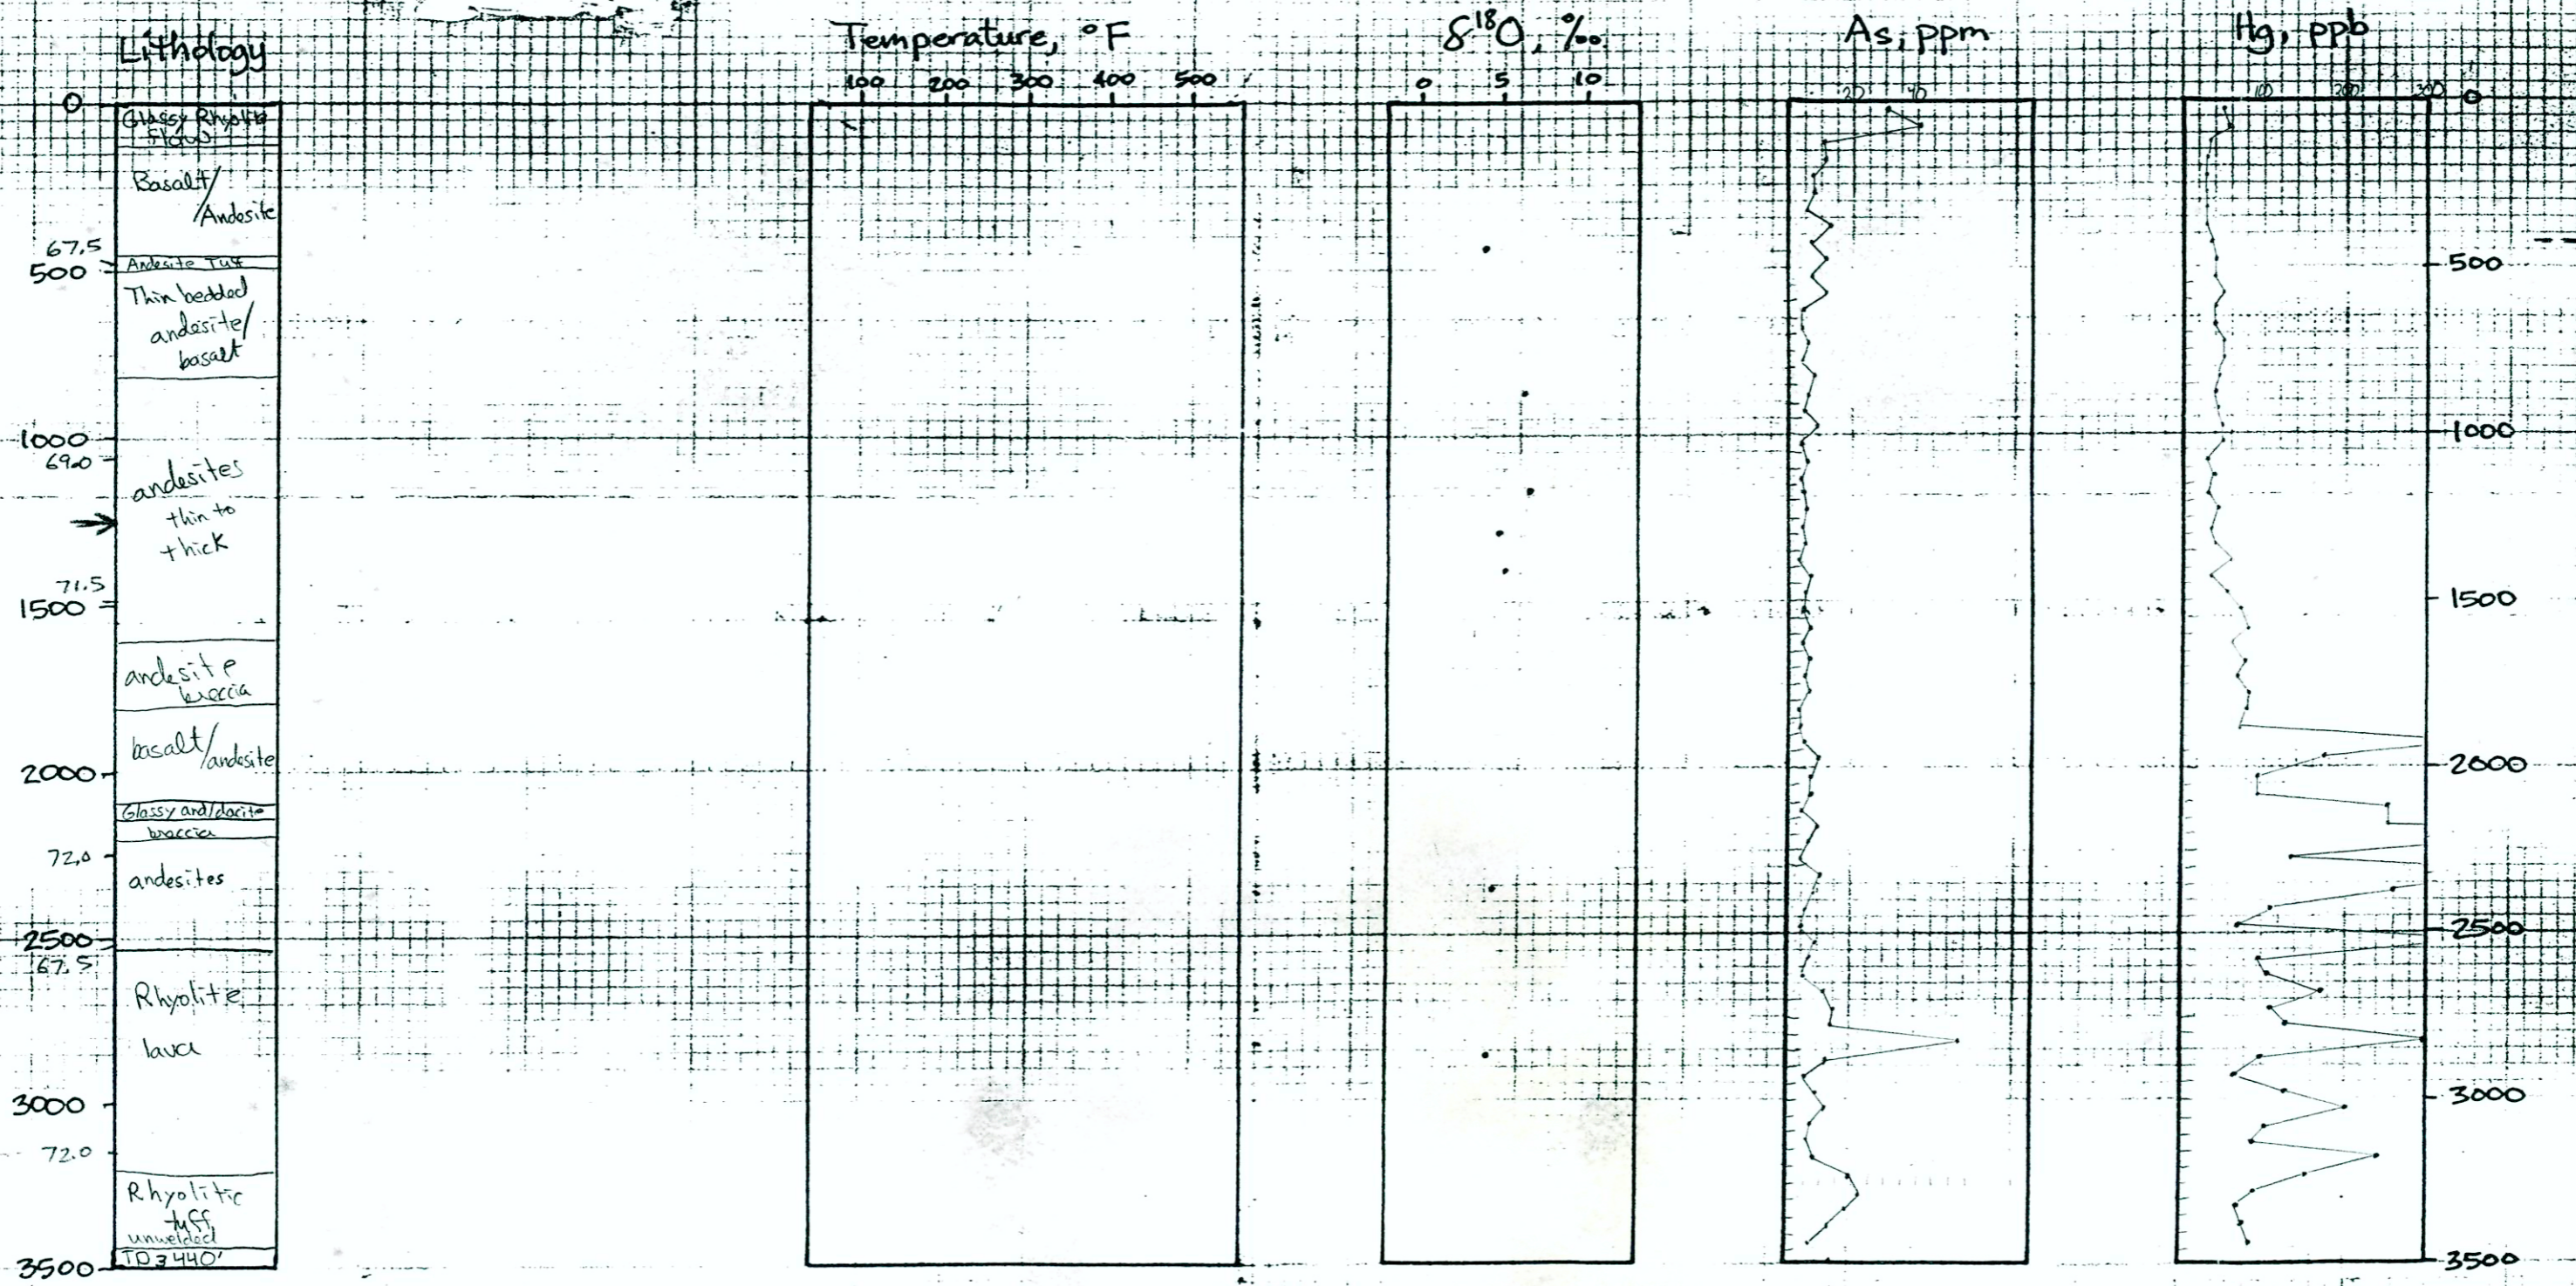 Lithology
Temperature, °F
δ18O, ‰
As, ppm
Hg, ppb
100 200 300 400 500
0 5 10
20 40
100 200 300
0
0
Glassy Rhyolite
Flow
Basalt/
Andesite
67.5
500
500
Andesite Tuff
Thin bedded
andesite/
basalt
1000
1000
69.0
andesites
thin to
thick
71.5
1500
1500
andesite
breccia
basalt/
andesite
2000
2000
Glassy and/dacite
breccia
72.0
andesites
2500
2500
67.5
Rhyolite
lava
3000
3000
72.0
Rhyolitic
tuff,
unwelded
TD 3440'
3500
3500